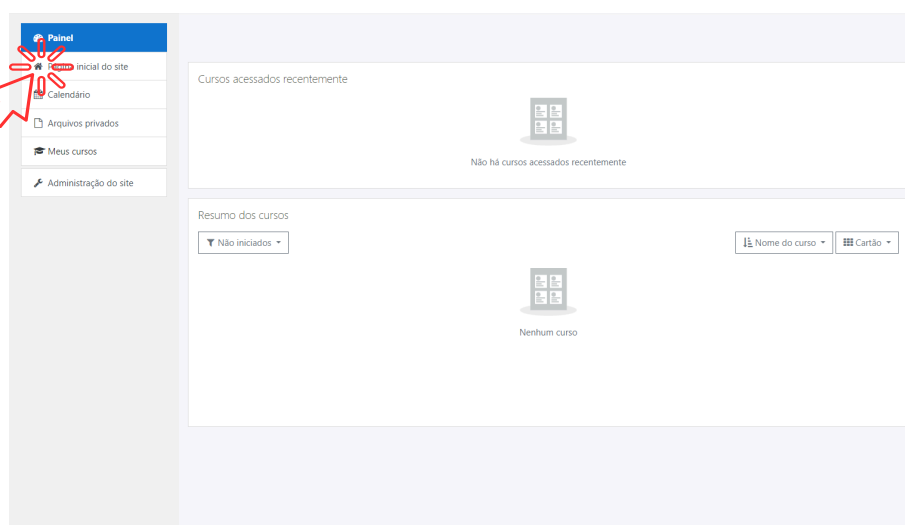 Painel
Página inicial do site
Calendário
Arquivos privados
Meus cursos
Administração do site
Cursos acessados recentemente
Não há cursos acessados recentemente
Resumo dos cursos
Não iniciados
Nome do curso
Cartão
Nenhum curso